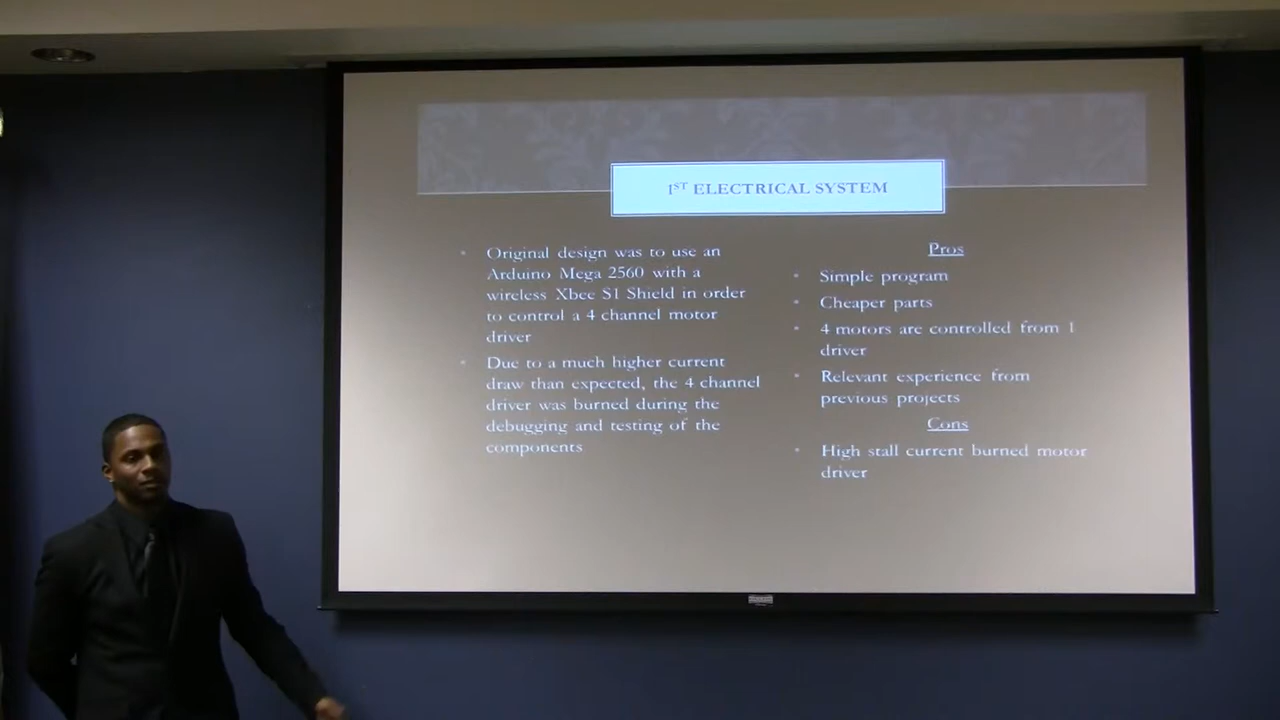 1ST ELECTRICAL SYSTEM
Original design was to use an
Arduino Mega 2560 with a
wireless Xbee S1 Shield in order
to control a 4 channel motor
driver
Due to a much higher current
draw than expected, the 4 channel
driver was burned during the
debugging and testing of the
components
Pros
Simple program
Cheaper parts
4 motors are controlled from 1
driver
Relevant experience from
previous projects
Cons
High stall current burned motor
driver